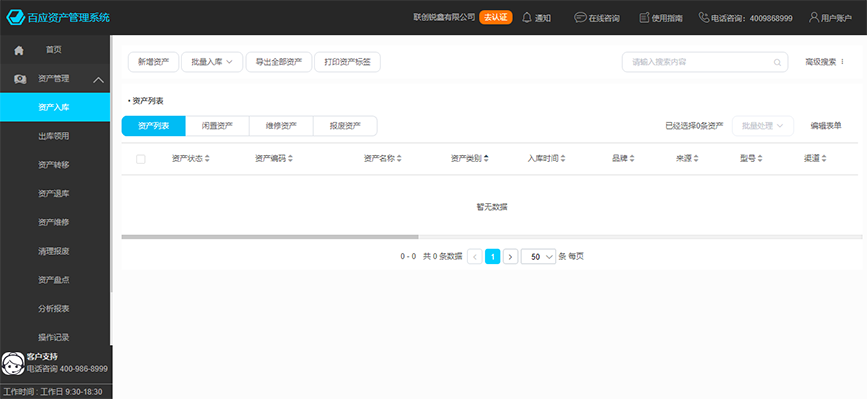 百应资产管理系统
联创锐鑫有限公司 去认证 通知 在线咨询 使用指南 电话咨询：4009868999 用户账户
首页
资产管理
资产入库
出库领用
资产转移
资产退库
资产维修
清理报废
资产盘点
分析报表
操作记录
客户支持
电话咨询 400-986-8999
工作时间 : 工作日 9:30-18:30
新增资产 批量入库 导出全部资产 打印资产标签 请输入搜索内容 高级搜索
• 资产列表
资产列表 闲置资产 维修资产 报废资产 已经选择0条资产 批量处理 编辑表单
资产状态 资产编码 资产名称 资产类别 入库时间 品牌 来源 型号 渠道
暂无数据
0 - 0 共 0 条数据 1 50 条 每页